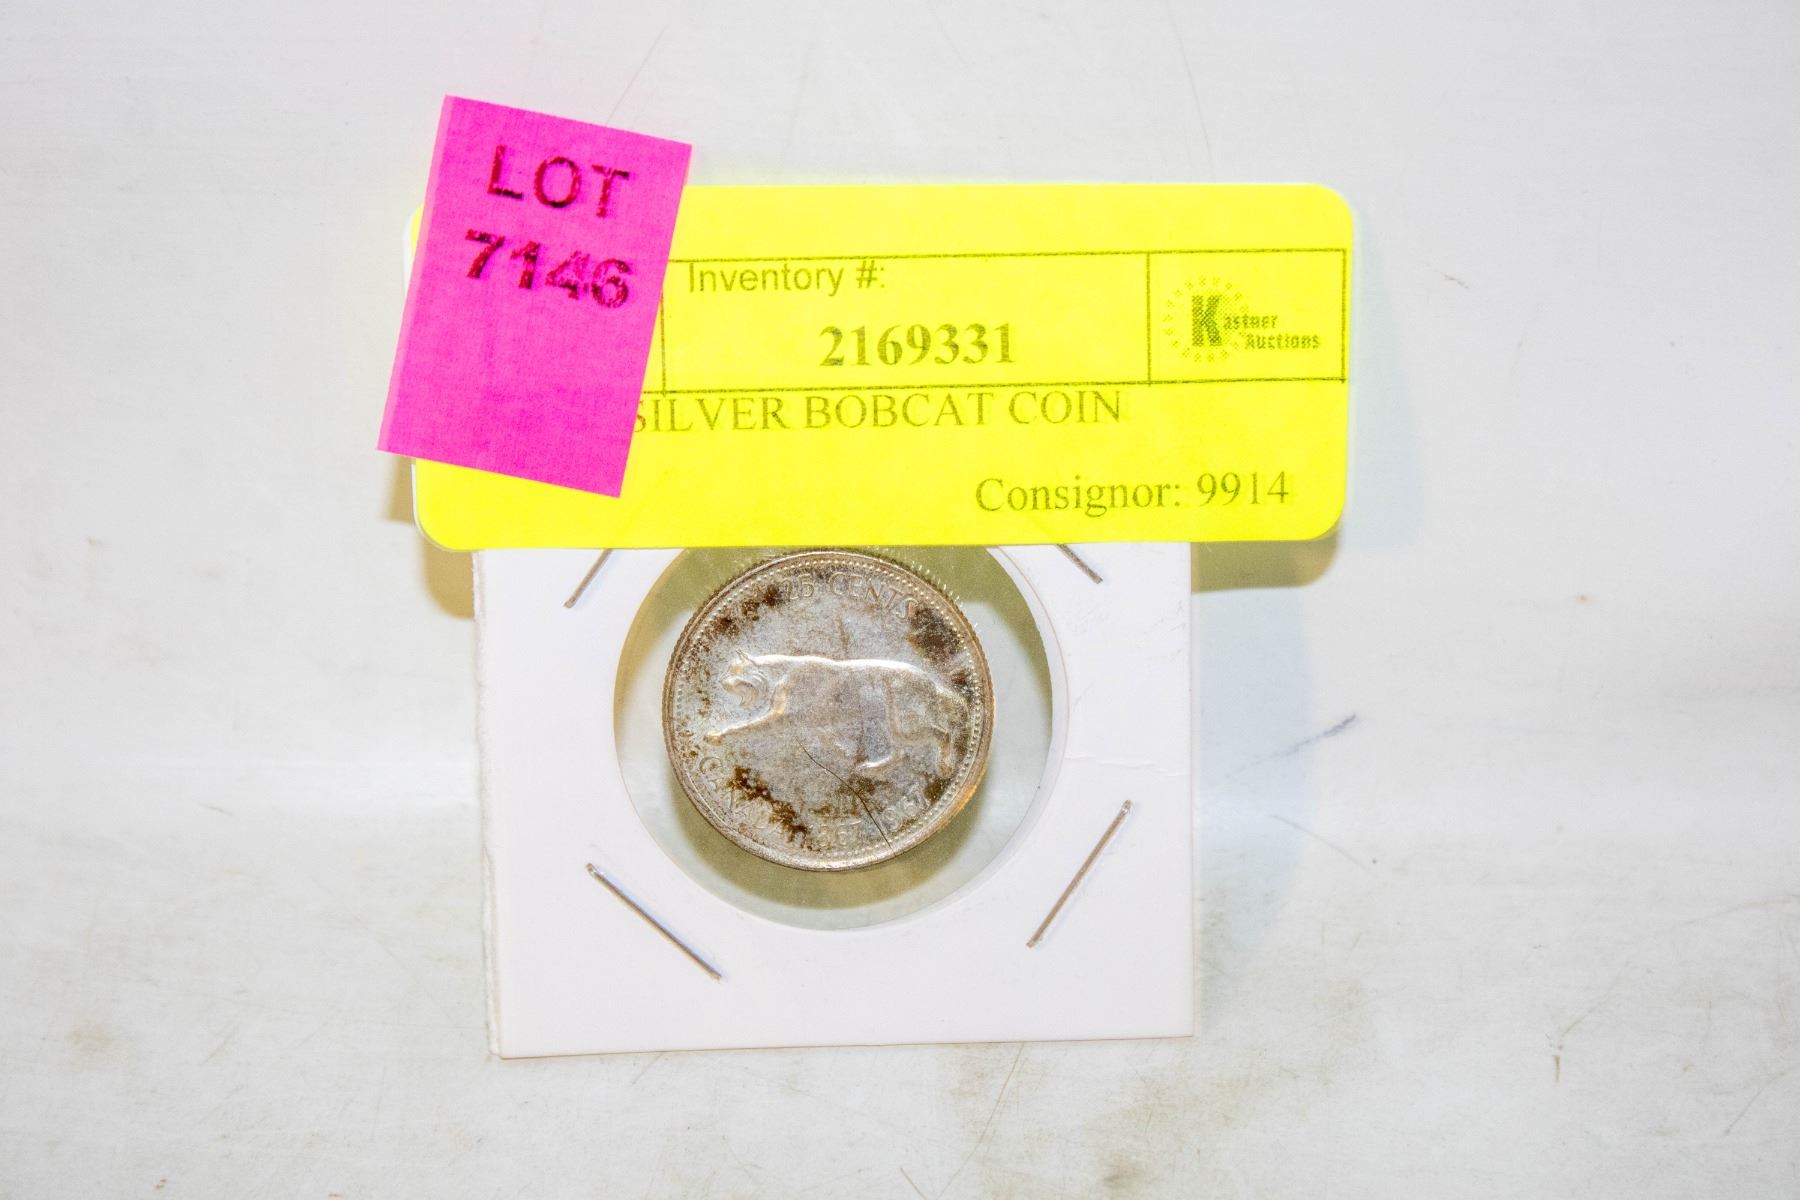 LOT
7146
Inventory #:
2169331
Kastner
Auctions
SILVER BOBCAT COIN
Consignor: 9914
25 CENTS
CANADA 1867 1967